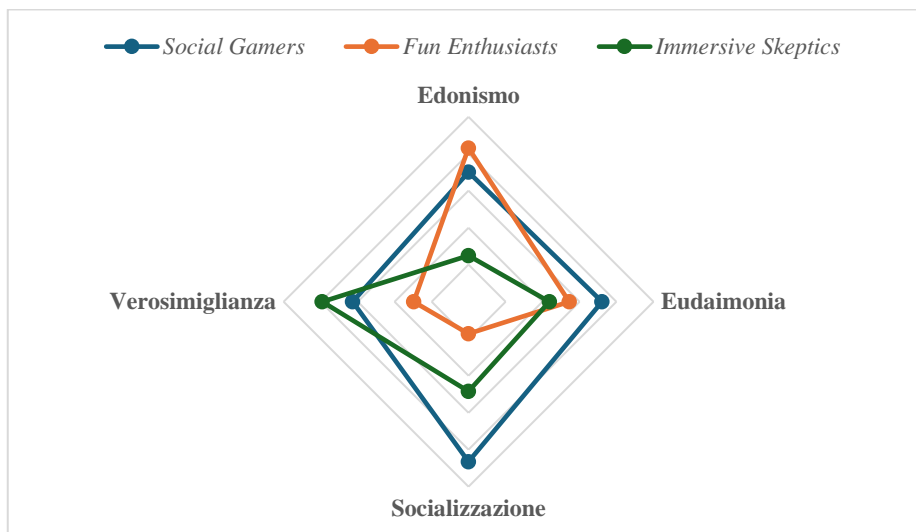 Social Gamers Fun Enthusiasts Immersive Skeptics
Edonismo
Verosimiglianza Eudaimonia
Socializzazione